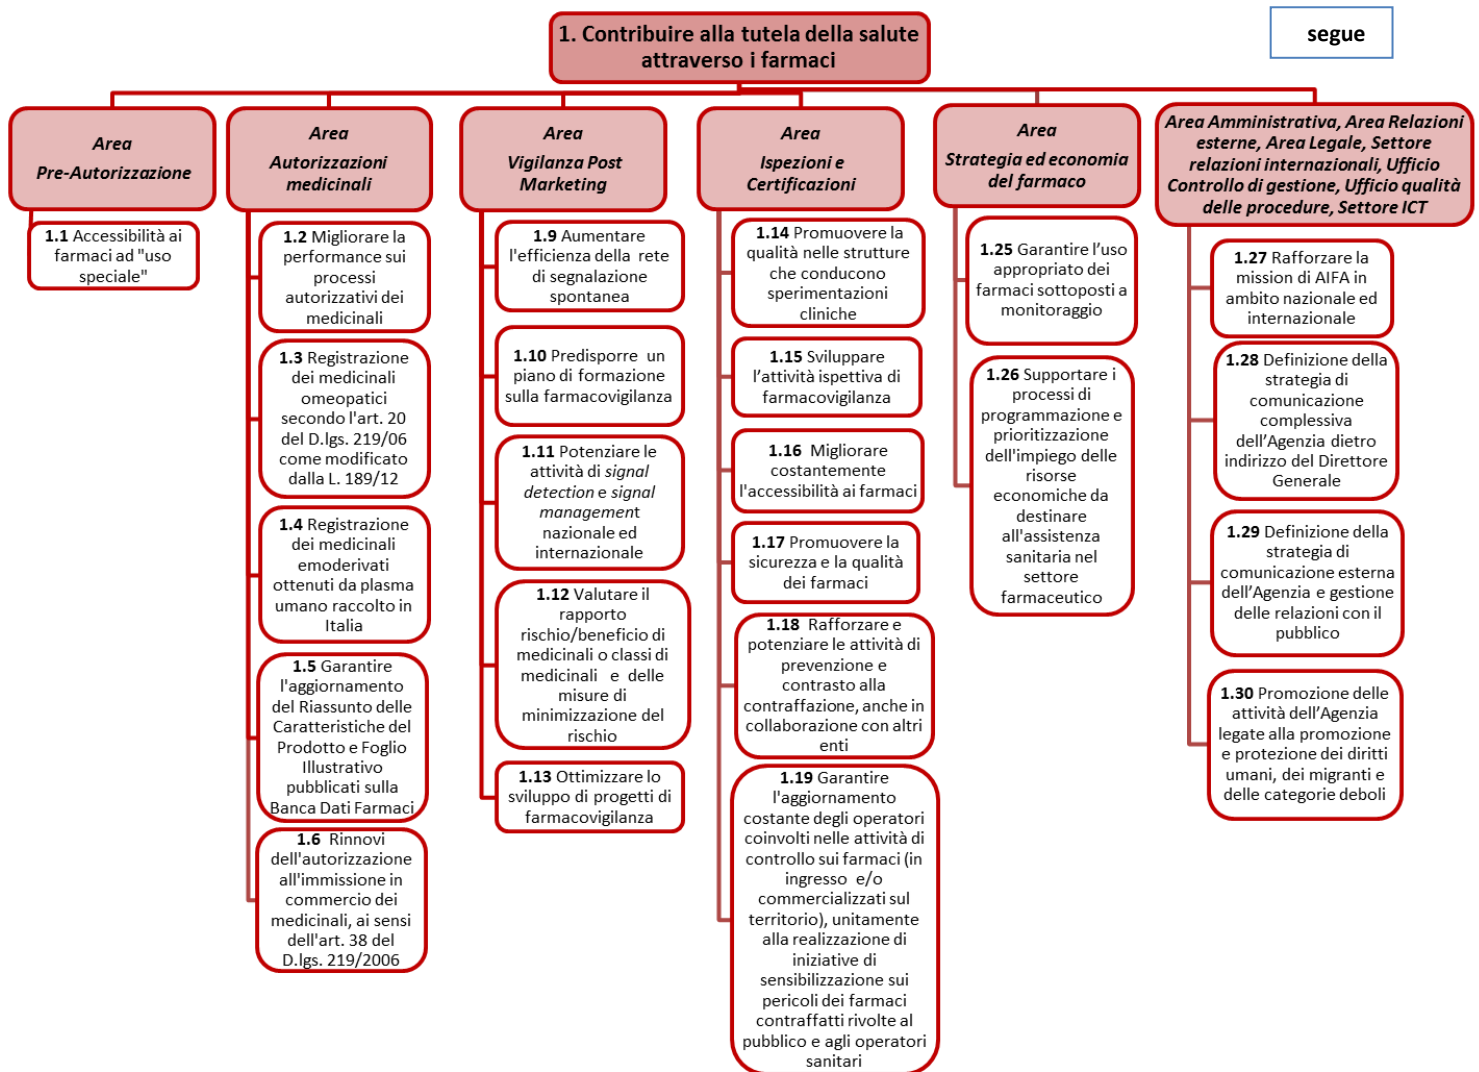 1. Contribuire alla tutela della salute
attraverso i farmaci
segue
Area
Pre-Autorizzazione
1.1 Accessibilità ai
farmaci ad "uso
speciale"
Area
Autorizzazioni
medicinali
1.2 Migliorare la
performance sui
processi
autorizzativi dei
medicinali
1.3 Registrazione
dei medicinali
omeopatici
secondo l'art. 20
del D.lgs. 219/06
come modificato
dalla L. 189/12
1.4 Registrazione
dei medicinali
emoderivati
ottenuti da plasma
umano raccolto in
Italia
1.5 Garantire
l'aggiornamento
del Riassunto delle
Caratteristiche del
Prodotto e Foglio
Illustrativo
pubblicati sulla
Banca Dati Farmaci
1.6 Rinnovi
dell'autorizzazione
all'immissione in
commercio dei
medicinali, ai sensi
dell'art. 38 del
D.lgs. 219/2006
Area
Vigilanza Post
Marketing
1.9 Aumentare
l'efficienza della rete
di segnalazione
spontanea
1.10 Predisporre un
piano di formazione
sulla farmacovigilanza
1.11 Potenziare le
attività di signal
detection e signal
management
nazionale ed
internazionale
1.12 Valutare il
rapporto
rischio/beneficio di
medicinali o classi di
medicinali e delle
misure di
minimizzazione del
rischio
1.13 Ottimizzare lo
sviluppo di progetti di
farmacovigilanza
Area
Ispezioni e
Certificazioni
1.14 Promuovere la
qualità nelle strutture
che conducono
sperimentazioni
cliniche
1.15 Sviluppare
l’attività ispettiva di
farmacovigilanza
1.16 Migliorare
costantemente
l'accessibilità ai farmaci
1.17 Promuovere la
sicurezza e la qualità
dei farmaci
1.18 Rafforzare e
potenziare le attività di
prevenzione e
contrasto alla
contraffazione, anche in
collaborazione con altri
enti
1.19 Garantire
l'aggiornamento
costante degli operatori
coinvolti nelle attività di
controllo sui farmaci (in
ingresso e/o
commercializzati sul
territorio), unitamente
alla realizzazione di
iniziative di
sensibilizzazione sui
pericoli dei farmaci
contraffatti rivolte al
pubblico e agli operatori
sanitari
Area
Strategia ed economia
del farmaco
1.25 Garantire l’uso
appropriato dei
farmaci sottoposti a
monitoraggio
1.26 Supportare i
processi di
programmazione e
prioritizzazione
dell'impiego delle
risorse
economiche da
destinare
all'assistenza
sanitaria nel
settore
farmaceutico
Area Amministrativa, Area Relazioni
esterne, Area Legale, Settore
relazioni internazionali, Ufficio
Controllo di gestione, Ufficio qualità
delle procedure, Settore ICT
1.27 Rafforzare la
mission di AIFA in
ambito nazionale ed
internazionale
1.28 Definizione della
strategia di
comunicazione
complessiva
dell’Agenzia dietro
indirizzo del Direttore
Generale
1.29 Definizione della
strategia di
comunicazione esterna
dell’Agenzia e gestione
delle relazioni con il
pubblico
1.30 Promozione delle
attività dell’Agenzia
legate alla promozione
e protezione dei diritti
umani, dei migranti e
delle categorie deboli